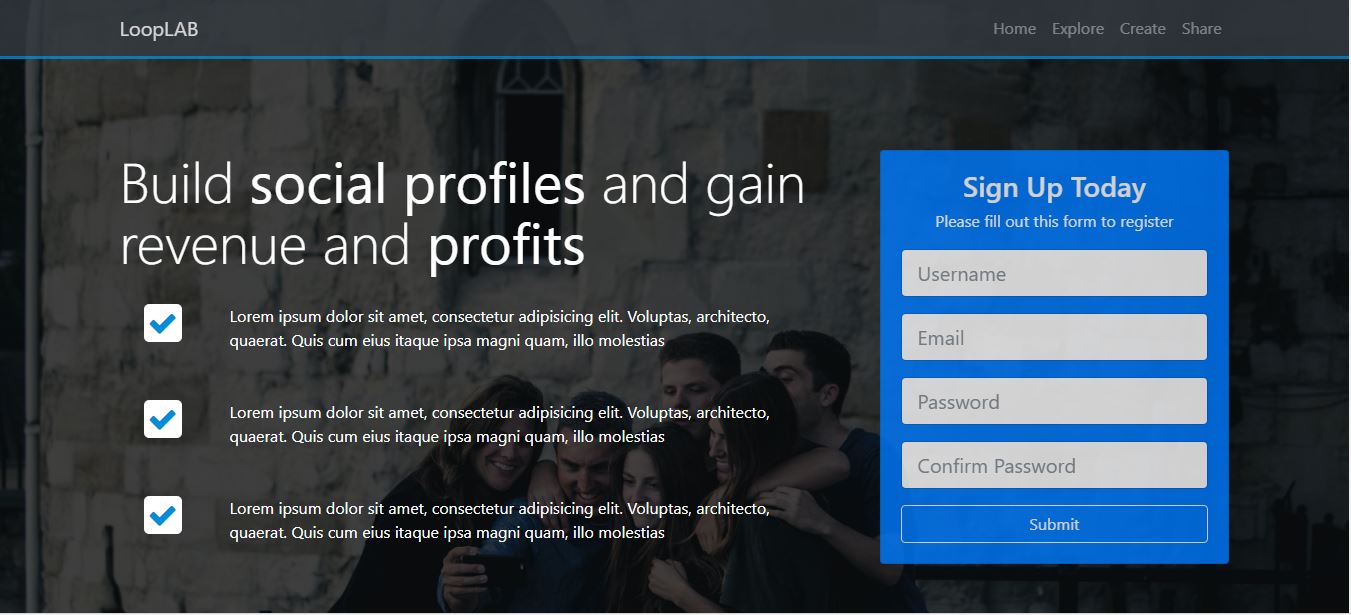 LoopLAB
Home Explore Create Share
Build social profiles and gain
revenue and profits
Lorem ipsum dolor sit amet, consectetur adipisicing elit. Voluptas, architecto,
quaerat. Quis cum eius itaque ipsa magni quam, illo molestias
Lorem ipsum dolor sit amet, consectetur adipisicing elit. Voluptas, architecto,
quaerat. Quis cum eius itaque ipsa magni quam, illo molestias
Lorem ipsum dolor sit amet, consectetur adipisicing elit. Voluptas, architecto,
quaerat. Quis cum eius itaque ipsa magni quam, illo molestias
Sign Up Today
Please fill out this form to register
Username
Email
Password
Confirm Password
Submit